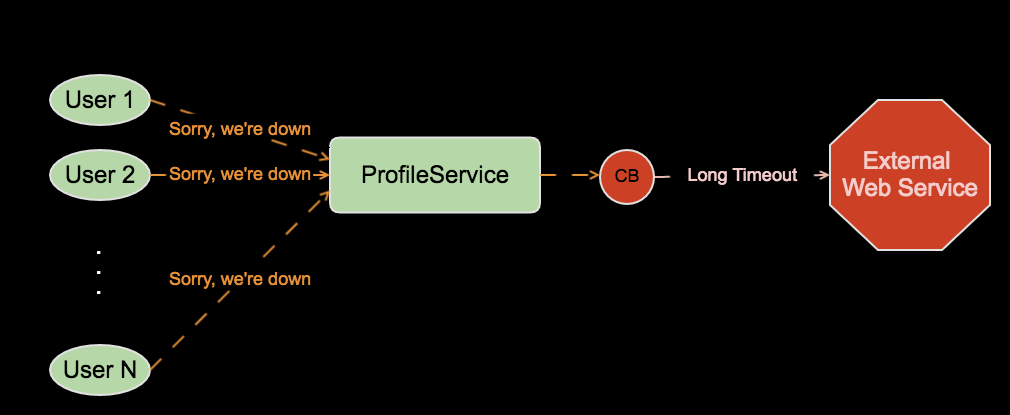 User 1
Sorry, we're down
User 2
Sorry, we're down
ProfileService
CB
Long Timeout
External
Web Service
Sorry, we're down
User N